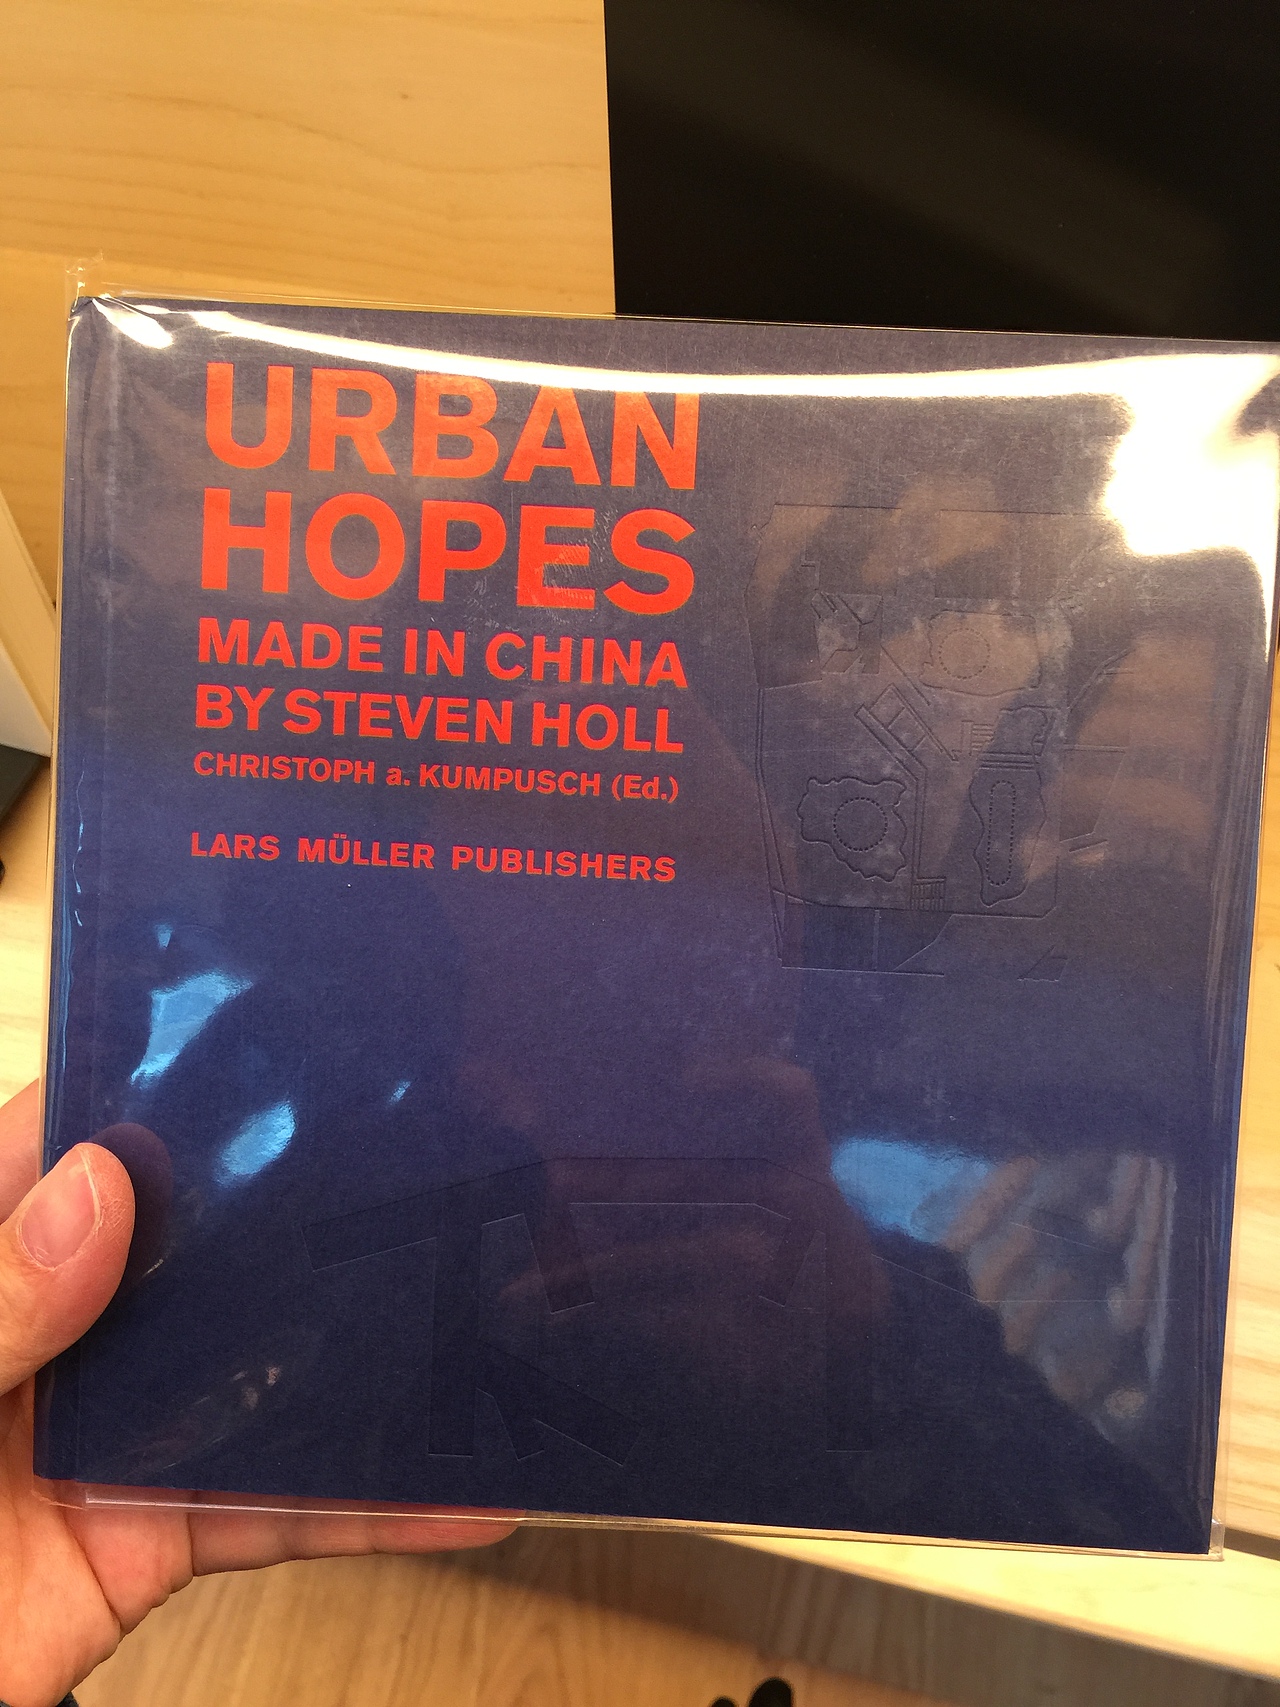 URBAN
HOPES
MADE IN CHINA
BY STEVEN HOLL
CHRISTOPH a. KUMPUSCH (Ed.)
LARS MÜLLER PUBLISHERS